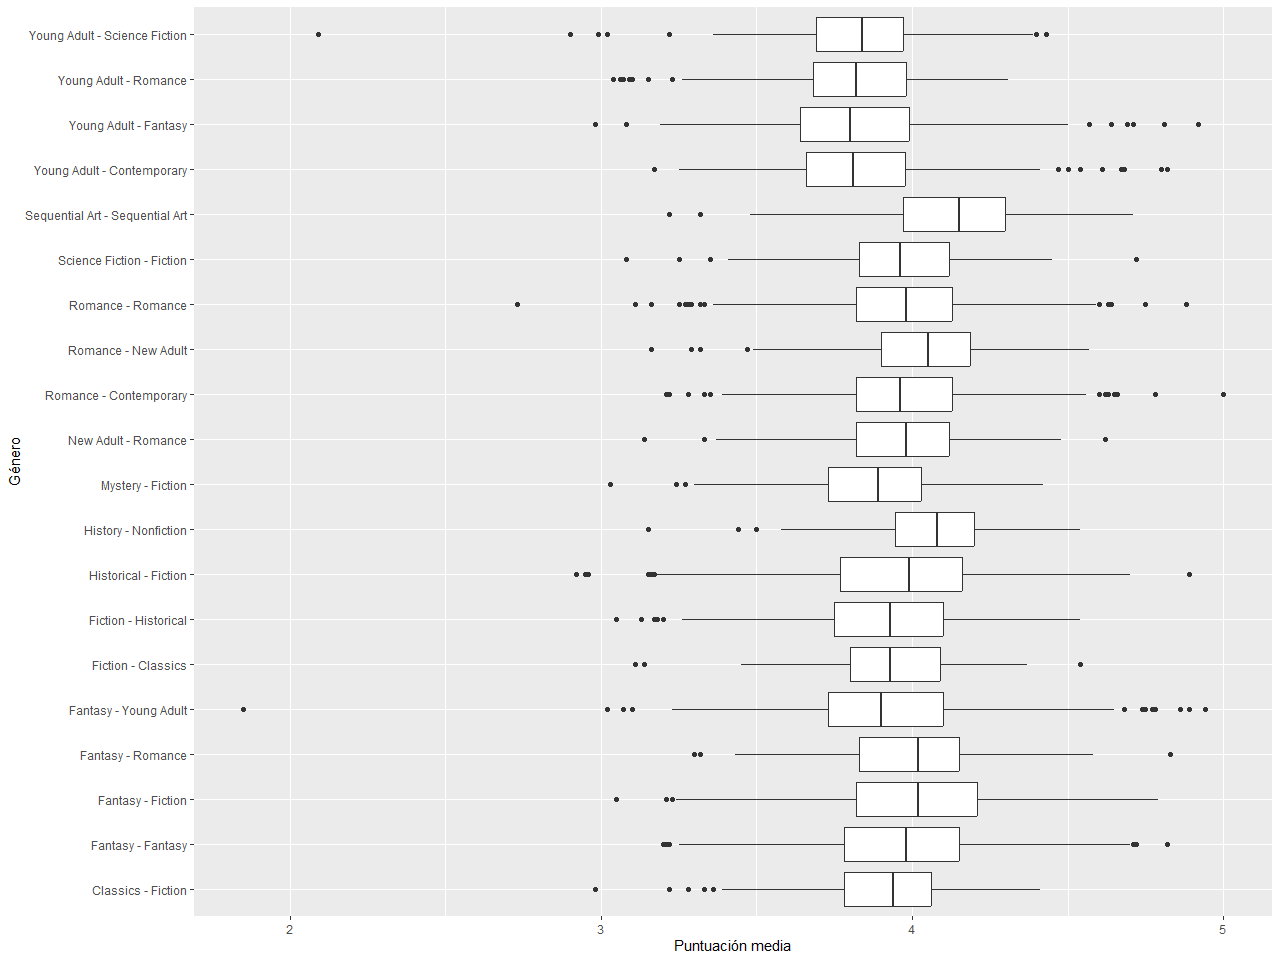 Young Adult - Science Fiction
Young Adult - Romance
Young Adult - Fantasy
Young Adult - Contemporary
Sequential Art - Sequential Art
Science Fiction - Fiction
Romance - Romance
Romance - New Adult
Romance - Contemporary
New Adult - Romance
Mystery - Fiction
History - Nonfiction
Historical - Fiction
Fiction - Historical
Fiction - Classics
Fantasy - Young Adult
Fantasy - Romance
Fantasy - Fiction
Fantasy - Fantasy
Classics - Fiction
Género
2 3 4 5
Puntuación media